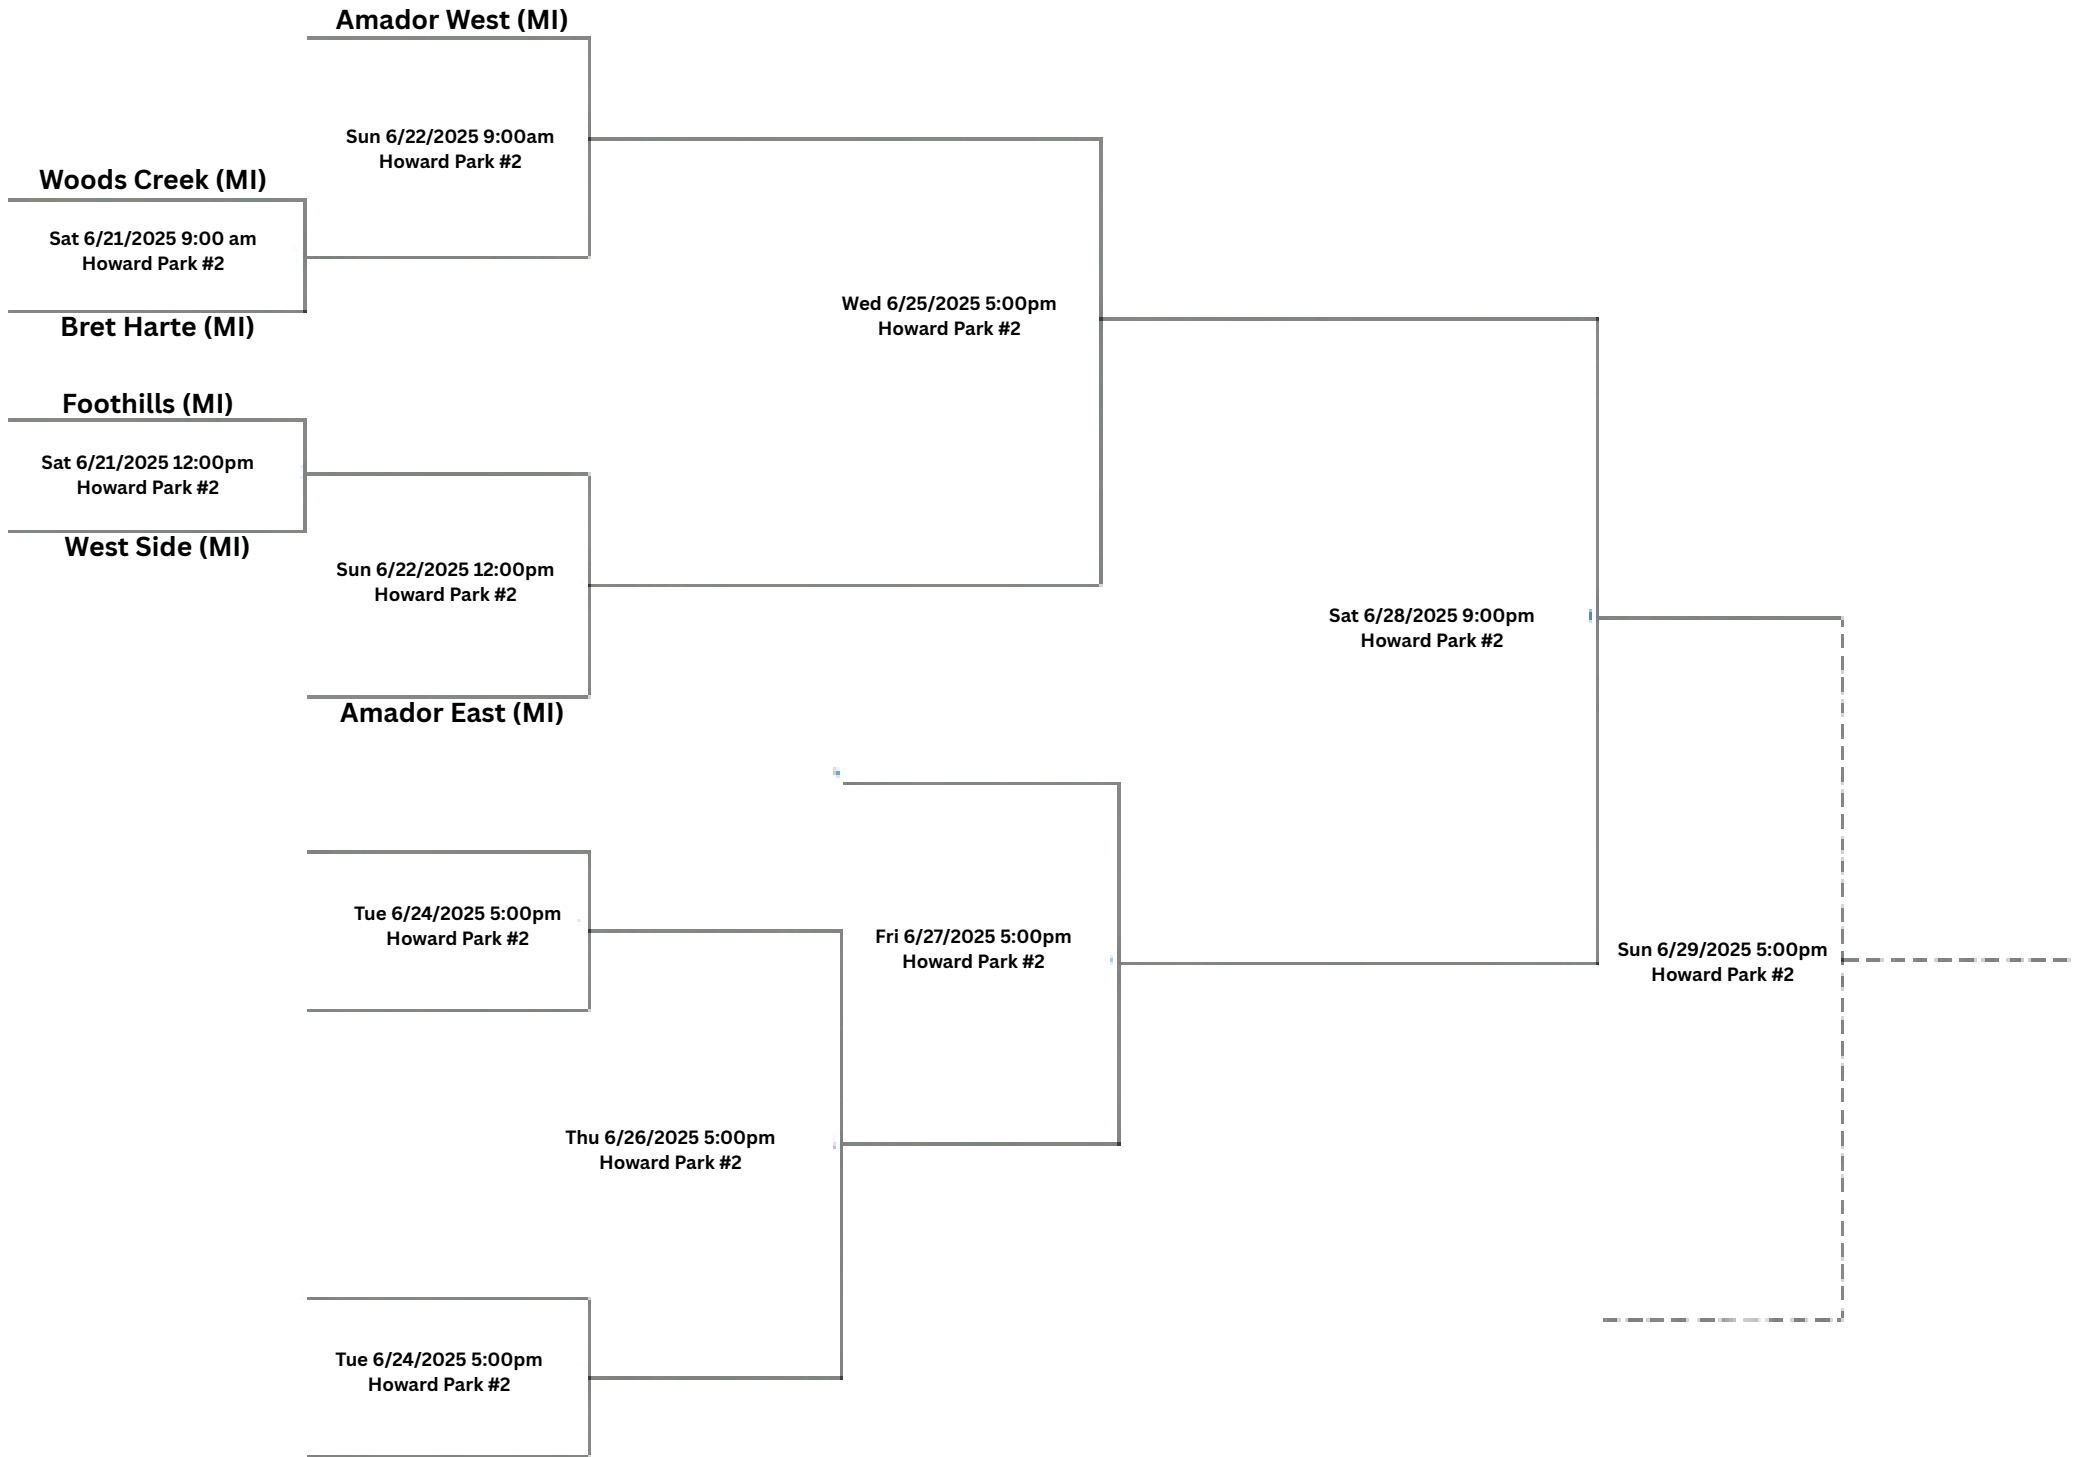 Amador West (MI)
Sun 6/22/2025 9:00am
Howard Park #2
Woods Creek (MI)
Sat 6/21/2025 9:00 am
Howard Park #2
Bret Harte (MI)
Wed 6/25/2025 5:00pm
Howard Park #2
Foothills (MI)
Sat 6/21/2025 12:00pm
Howard Park #2
West Side (MI)
Sun 6/22/2025 12:00pm
Howard Park #2
Amador East (MI)
Sat 6/28/2025 9:00pm
Howard Park #2
Tue 6/24/2025 5:00pm
Howard Park #2
Fri 6/27/2025 5:00pm
Howard Park #2
Sun 6/29/2025 5:00pm
Howard Park #2
Thu 6/26/2025 5:00pm
Howard Park #2
Tue 6/24/2025 5:00pm
Howard Park #2